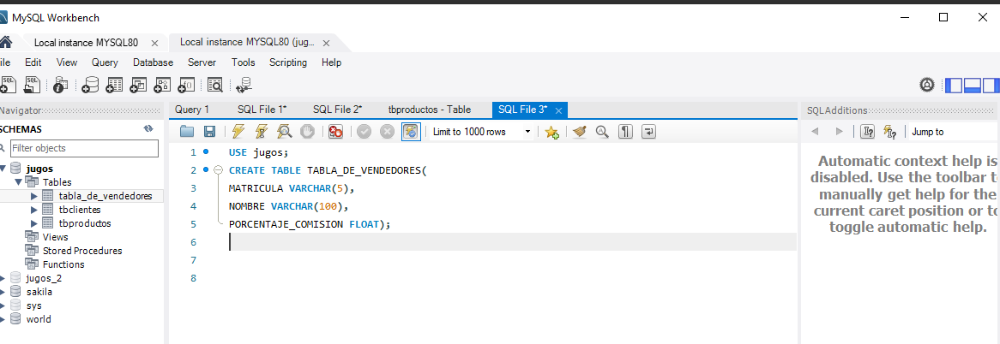 MySQL Workbench
Local instance MYSQL80 Local instance MYSQL80 (jug...
ile Edit View Query Database Server Tools Scripting Help
Navigator
SCHEMAS
Filter objects
jugos
Tables
tabla_de_vendedores
tbclientes
tbproductos
Views
Stored Procedures
Functions
jugos_2
sakila
sys
world
Query 1 SQL File 1* SQL File 2* tbproductos - Table SQL File 3*
Limit to 1000 rows
1 USE jugos;
2 CREATE TABLE TABLA_DE_VENDEDORES(
3 MATRICULA VARCHAR(5),
4 NOMBRE VARCHAR(100),
5 PORCENTAJE_COMISION FLOAT);
6
7
8
SQLAdditions
Jump to
Automatic context help is
disabled. Use the toolbar t
manually get help for the
current caret position or to
toggle automatic help.